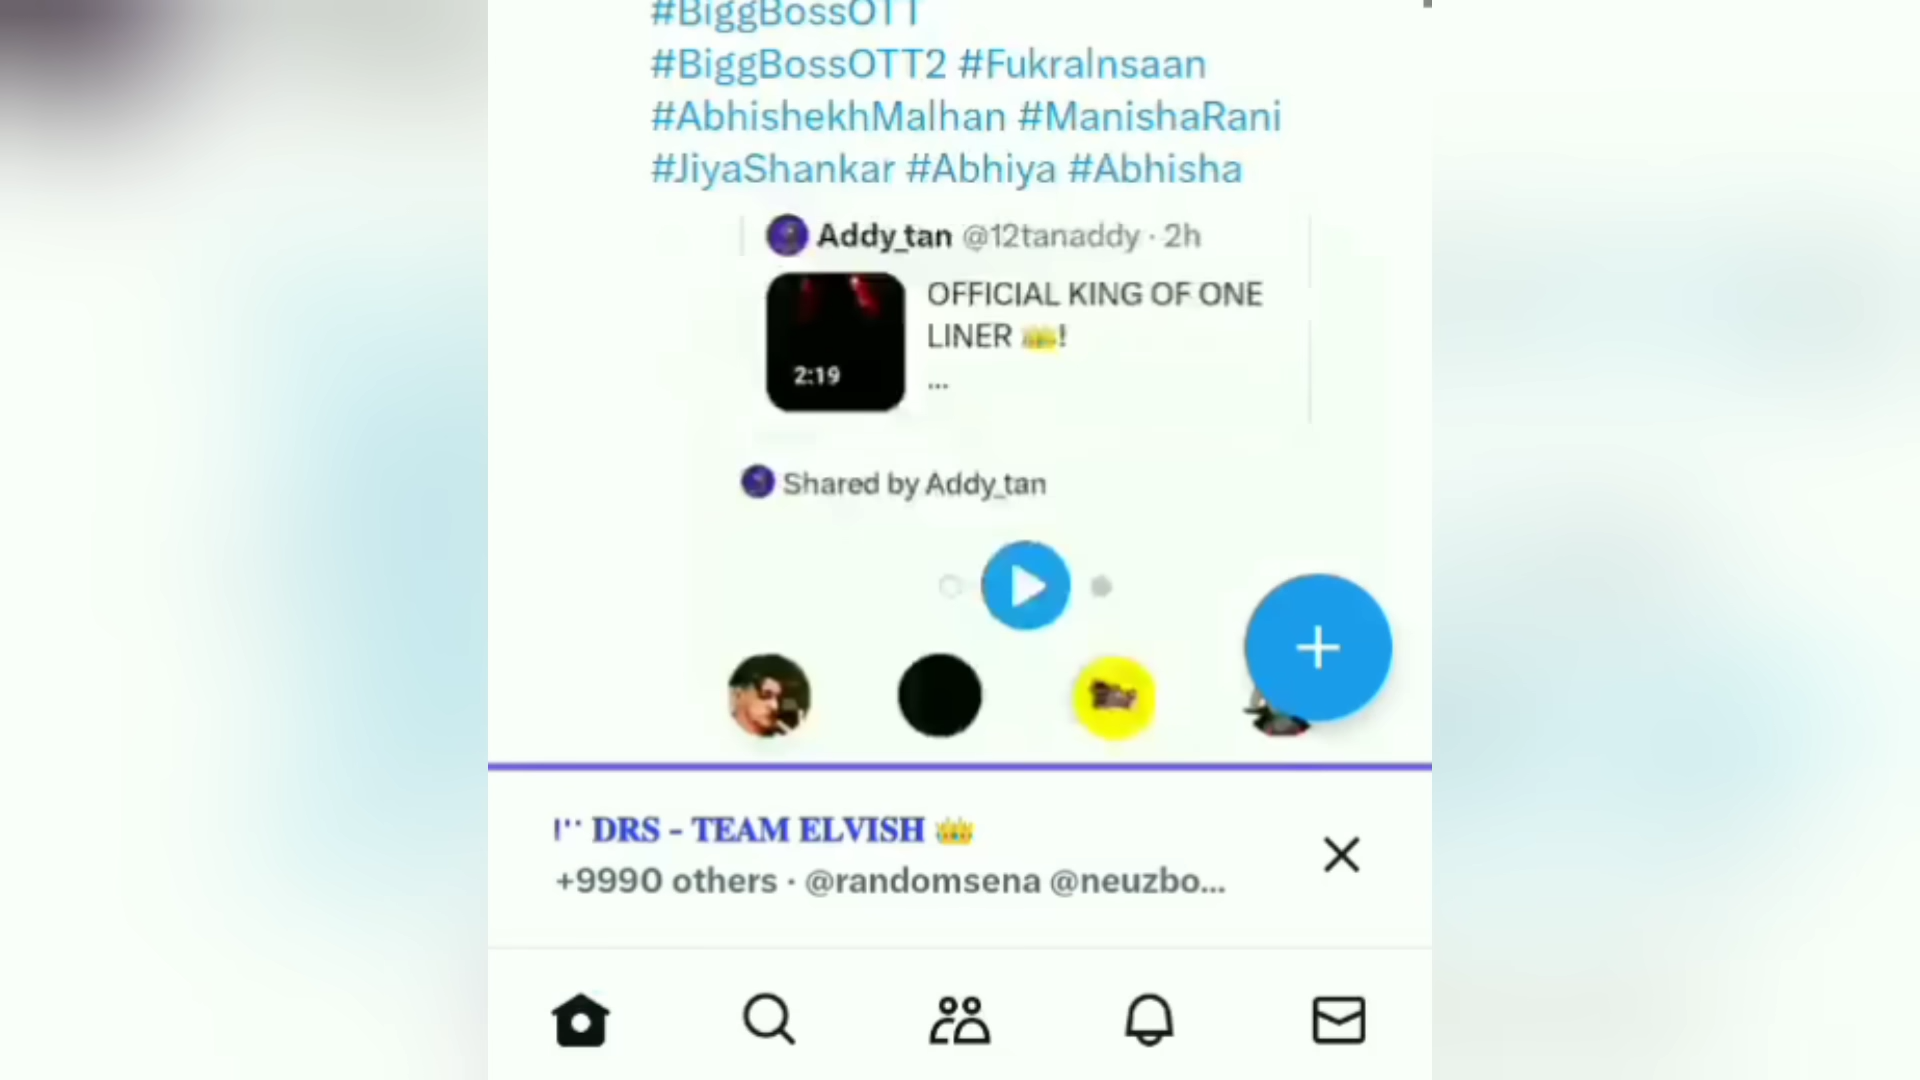 #BiggBossOTT
#BiggBossOTT2 #FukraInsaan
#AbhishekhMalhan #ManishaRani
#JiyaShankar #Abhiya #Abhisha
Addy_tan @12tanaddy · 2h
OFFICIAL KING OF ONE
LINER 👑!
...
2:19
Shared by Addy_tan
!'' DRS - TEAM ELVISH 👑
+9990 others · @randomsena @neuzbo...